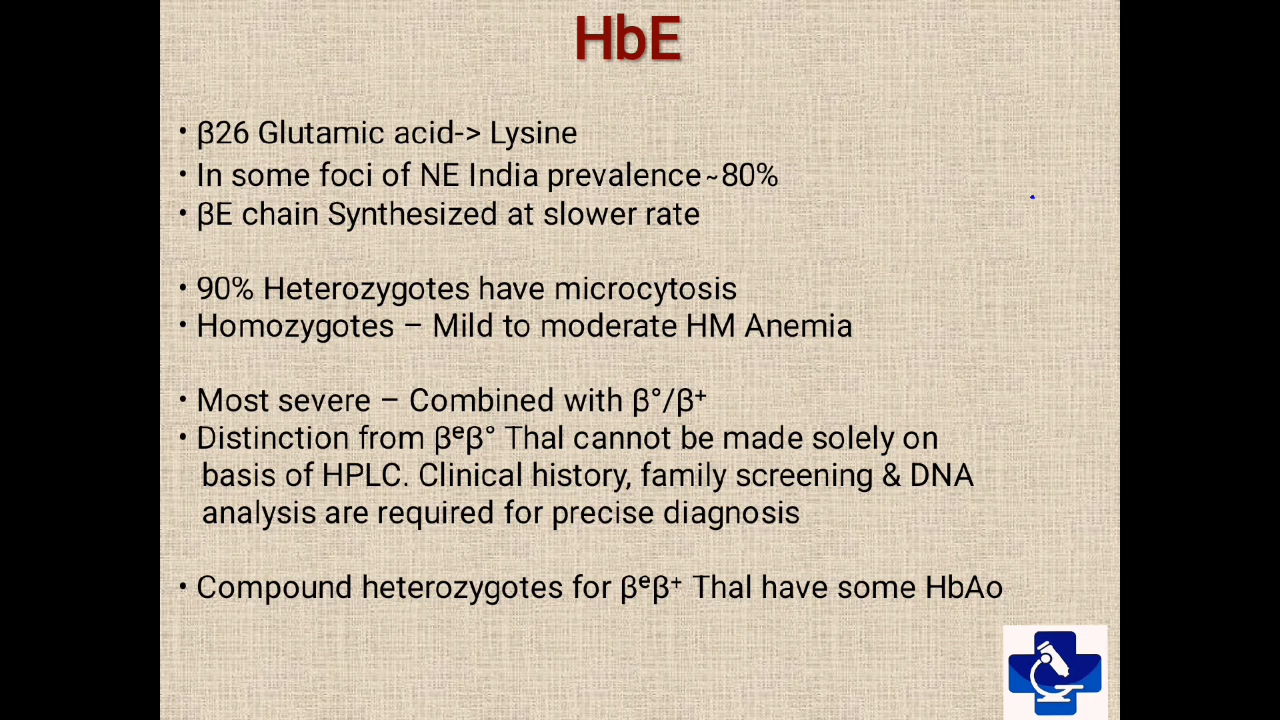 HbE
• β26 Glutamic acid-> Lysine
• In some foci of NE India prevalence ~80%
• βE chain Synthesized at slower rate
• 90% Heterozygotes have microcytosis
• Homozygotes – Mild to moderate HM Anemia
• Most severe – Combined with β°/β⁺
• Distinction from βᵉβ° Thal cannot be made solely on
basis of HPLC. Clinical history, family screening & DNA
analysis are required for precise diagnosis
• Compound heterozygotes for βᵉβ⁺ Thal have some HbAo